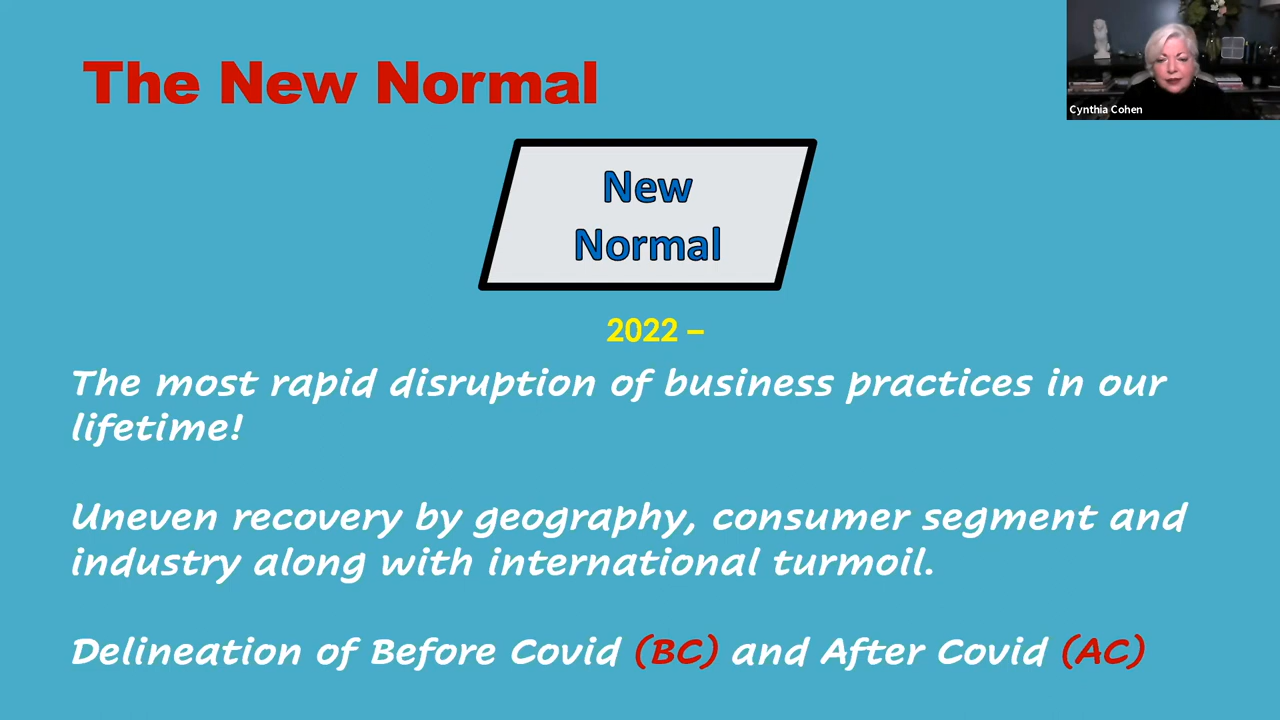 The New Normal
Cynthia Cohen
New
Normal
2022 –
The most rapid disruption of business practices in our
lifetime!
Uneven recovery by geography, consumer segment and
industry along with international turmoil.
Delineation of Before Covid (BC) and After Covid (AC)